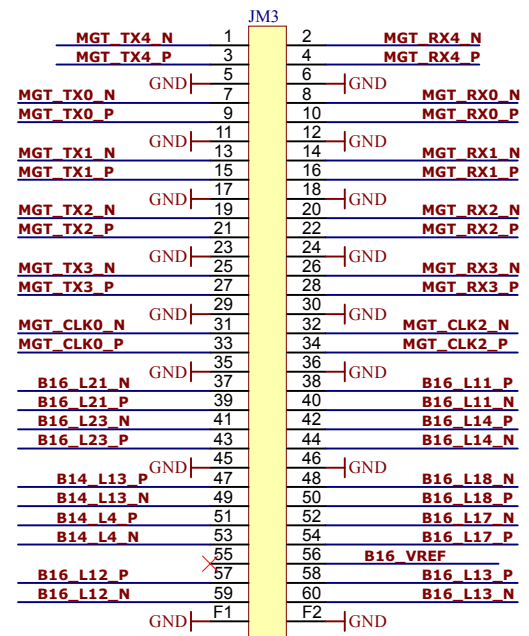 JM3
MGT_TX4_N 1 2 MGT_RX4_N
MGT_TX4_P 3 4 MGT_RX4_P
GND 5 6 GND
MGT_TX0_N 7 8 MGT_RX0_N
MGT_TX0_P 9 10 MGT_RX0_P
GND 11 12 GND
MGT_TX1_N 13 14 MGT_RX1_N
MGT_TX1_P 15 16 MGT_RX1_P
GND 17 18 GND
MGT_TX2_N 19 20 MGT_RX2_N
MGT_TX2_P 21 22 MGT_RX2_P
GND 23 24 GND
MGT_TX3_N 25 26 MGT_RX3_N
MGT_TX3_P 27 28 MGT_RX3_P
GND 29 30 GND
MGT_CLK0_N 31 32 MGT_CLK2_N
MGT_CLK0_P 33 34 MGT_CLK2_P
GND 35 36 GND
B16_L21_N 37 38 B16_L11_P
B16_L21_P 39 40 B16_L11_N
B16_L23_N 41 42 B16_L14_P
B16_L23_P 43 44 B16_L14_N
GND 45 46 GND
B14_L13_P 47 48 B16_L18_N
B14_L13_N 49 50 B16_L18_P
B14_L4_P 51 52 B16_L17_N
B14_L4_N 53 54 B16_L17_P
55 56 B16_VREF
B16_L12_P 57 58 B16_L13_P
B16_L12_N 59 60 B16_L13_N
GND F1 F2 GND